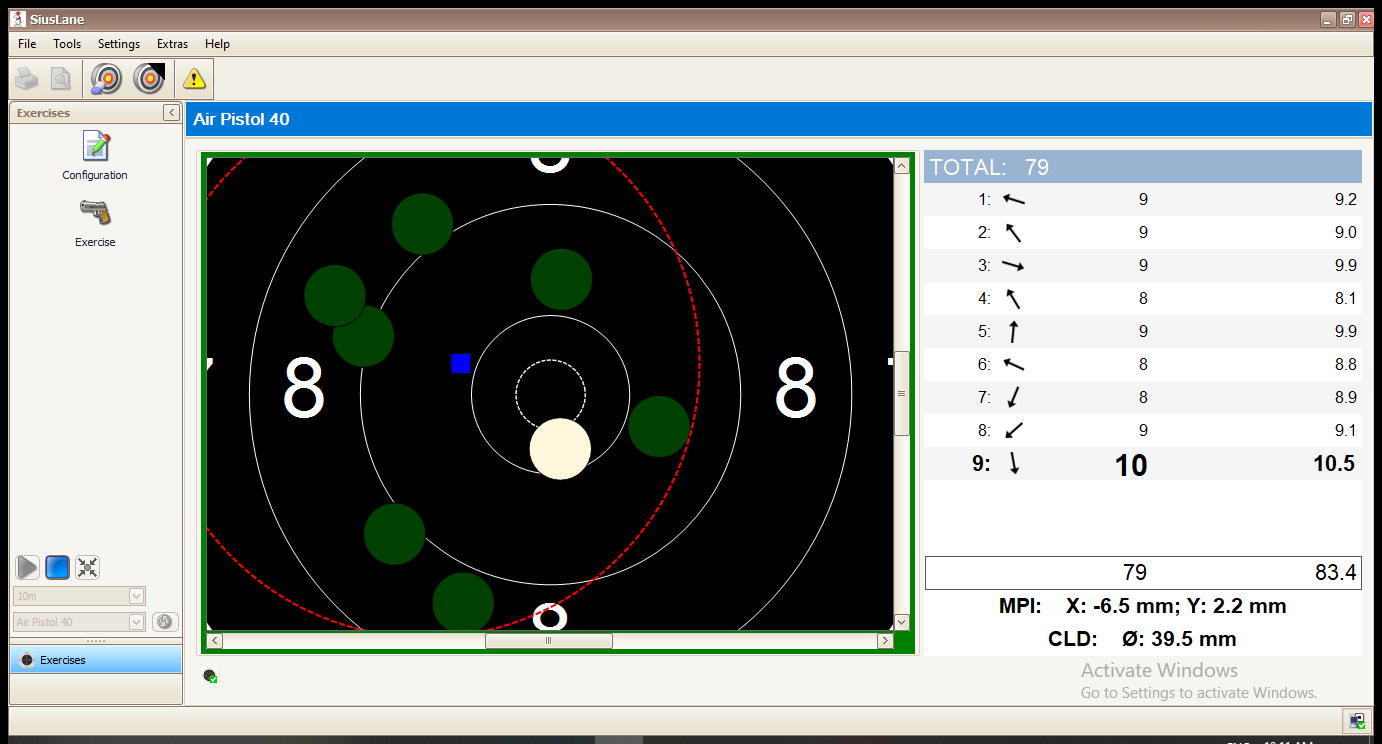 SiusLane
File Tools Settings Extras Help
Exercises
Configuration
Exercise
10m
Air Pistol 40
Exercises
Air Pistol 40
8 8
8
TOTAL: 79
1: 9 9.2
2: 9 9.0
3: 9 9.9
4: 8 8.1
5: 9 9.9
6: 8 8.8
7: 8 8.9
8: 9 9.1
9: 10 10.5
79 83.4
MPI: X: -6.5 mm; Y: 2.2 mm
CLD: Ø: 39.5 mm
Activate Windows
Go to Settings to activate Windows.